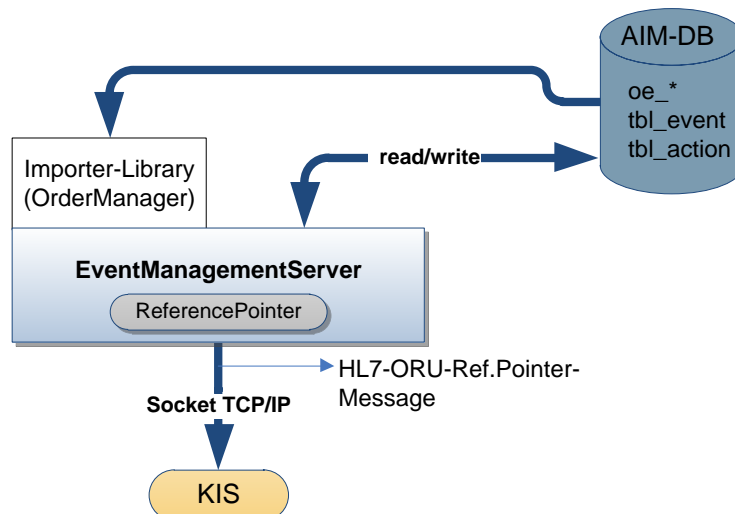 AIM-DB
oe_*
tbl_event
tbl_action
read/write
Importer-Library
(OrderManager)
EventManagementServer
ReferencePointer
HL7-ORU-Ref.Pointer-
Message
Socket TCP/IP
KIS